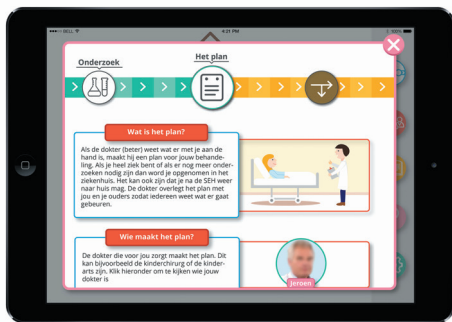 BELL
4:21 PM
100%
Onderzoek
Het plan
Wat is het plan?
Als de dokter (beter) weet wat er met je aan de
hand is, maakt hij een plan voor jouw behande-
ling. Als je heel ziek bent of als er nog meer onder-
zoeken nodig zijn dan word je opgenomen in het
ziekenhuis. Het kan ook zijn dat je na de SEH weer
naar huis mag. De dokter overlegt het plan met
jou en je ouders zodat iedereen weet wat er gaat
gebeuren.
Wie maakt het plan?
De dokter die voor jou zorgt maakt het plan. Dit
kan bijvoorbeeld de kinderchirurg of de kinder-
arts zijn. Klik hieronder om te kijken wie jouw
dokter is
Jeroen